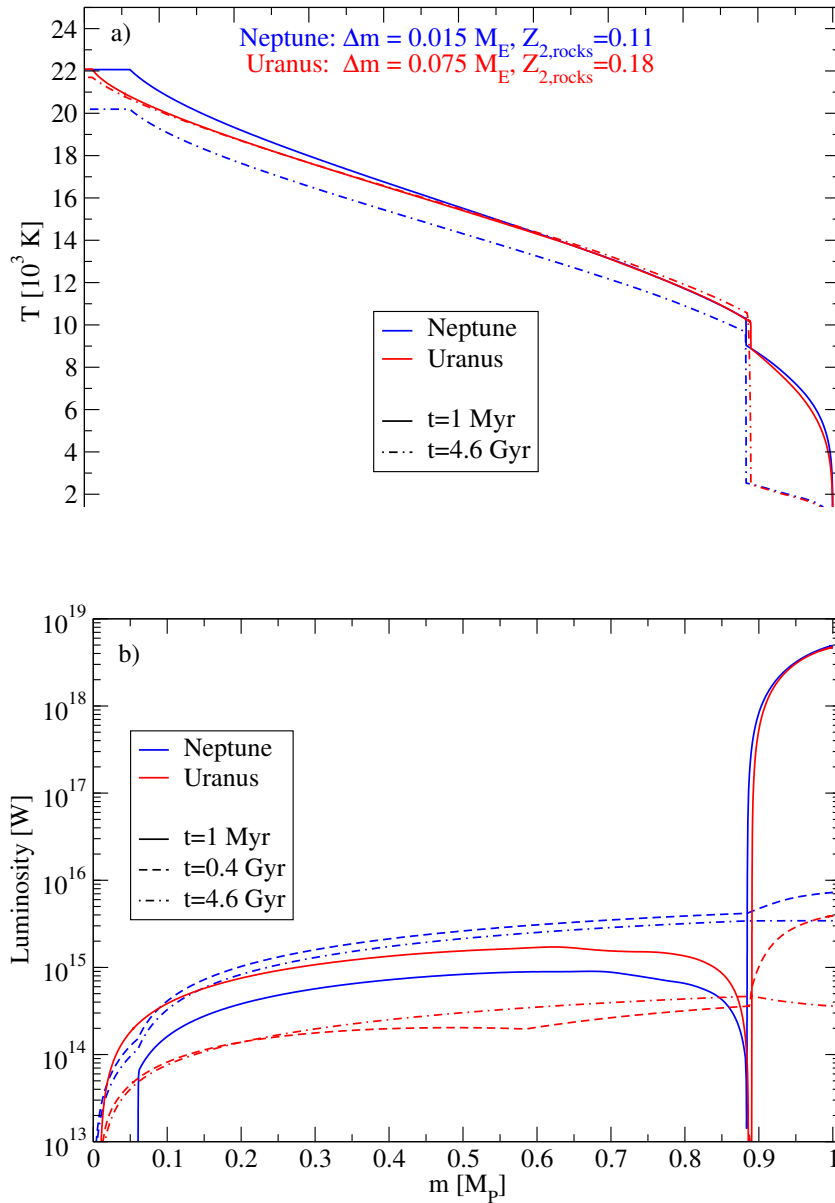 a)
Neptune: Δm = 0.015 M_E, Z_2,rocks=0.11
Uranus: Δm = 0.075 M_E, Z_2,rocks=0.18
24
22
20
18
16
14
12
10
8
6
4
2
T [10^3 K]
Neptune
Uranus
t=1 Myr
t=4.6 Gyr
b)
10^19
10^18
10^17
10^16
10^15
10^14
10^13
Luminosity [W]
Neptune
Uranus
t=1 Myr
t=0.4 Gyr
t=4.6 Gyr
0 0.1 0.2 0.3 0.4 0.5 0.6 0.7 0.8 0.9 1
m [M_P]